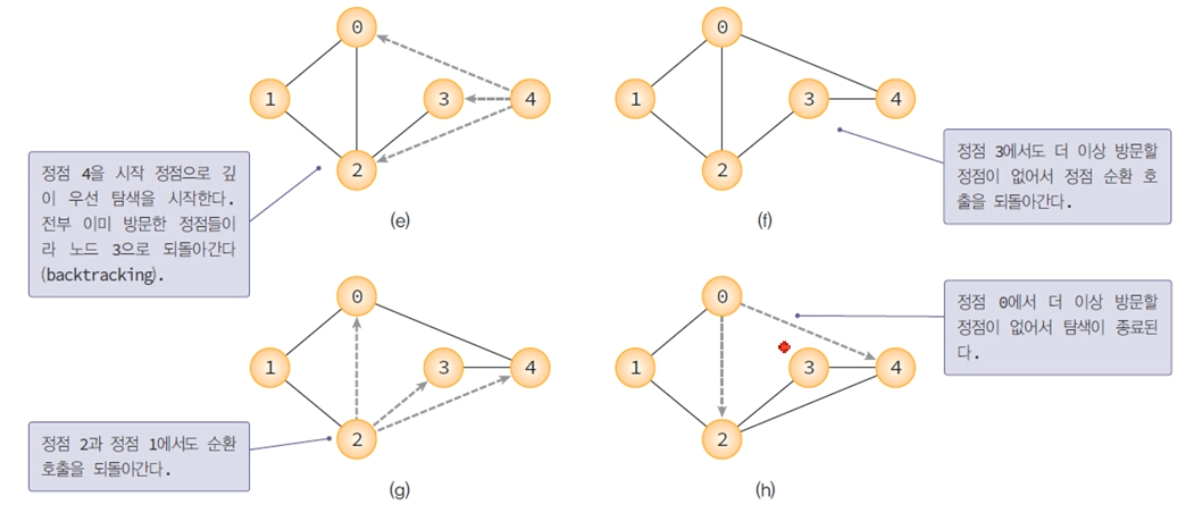 0
1
3
4
2
정점 4을 시작 정점으로 깊
이 우선 탐색을 시작한다.
전부 이미 방문한 정점들이
라 노드 3으로 되돌아간다
(backtracking).
(e)
0
1
3
4
2
정점 3에서도 더 이상 방문할
정점이 없어서 정점 순환 호
출을 되돌아간다.
(f)
0
1
3
4
2
정점 2과 정점 1에서도 순환
호출을 되돌아간다.
(g)
0
1
3
4
2
정점 0에서 더 이상 방문할
정점이 없어서 탐색이 종료된
다.
(h)